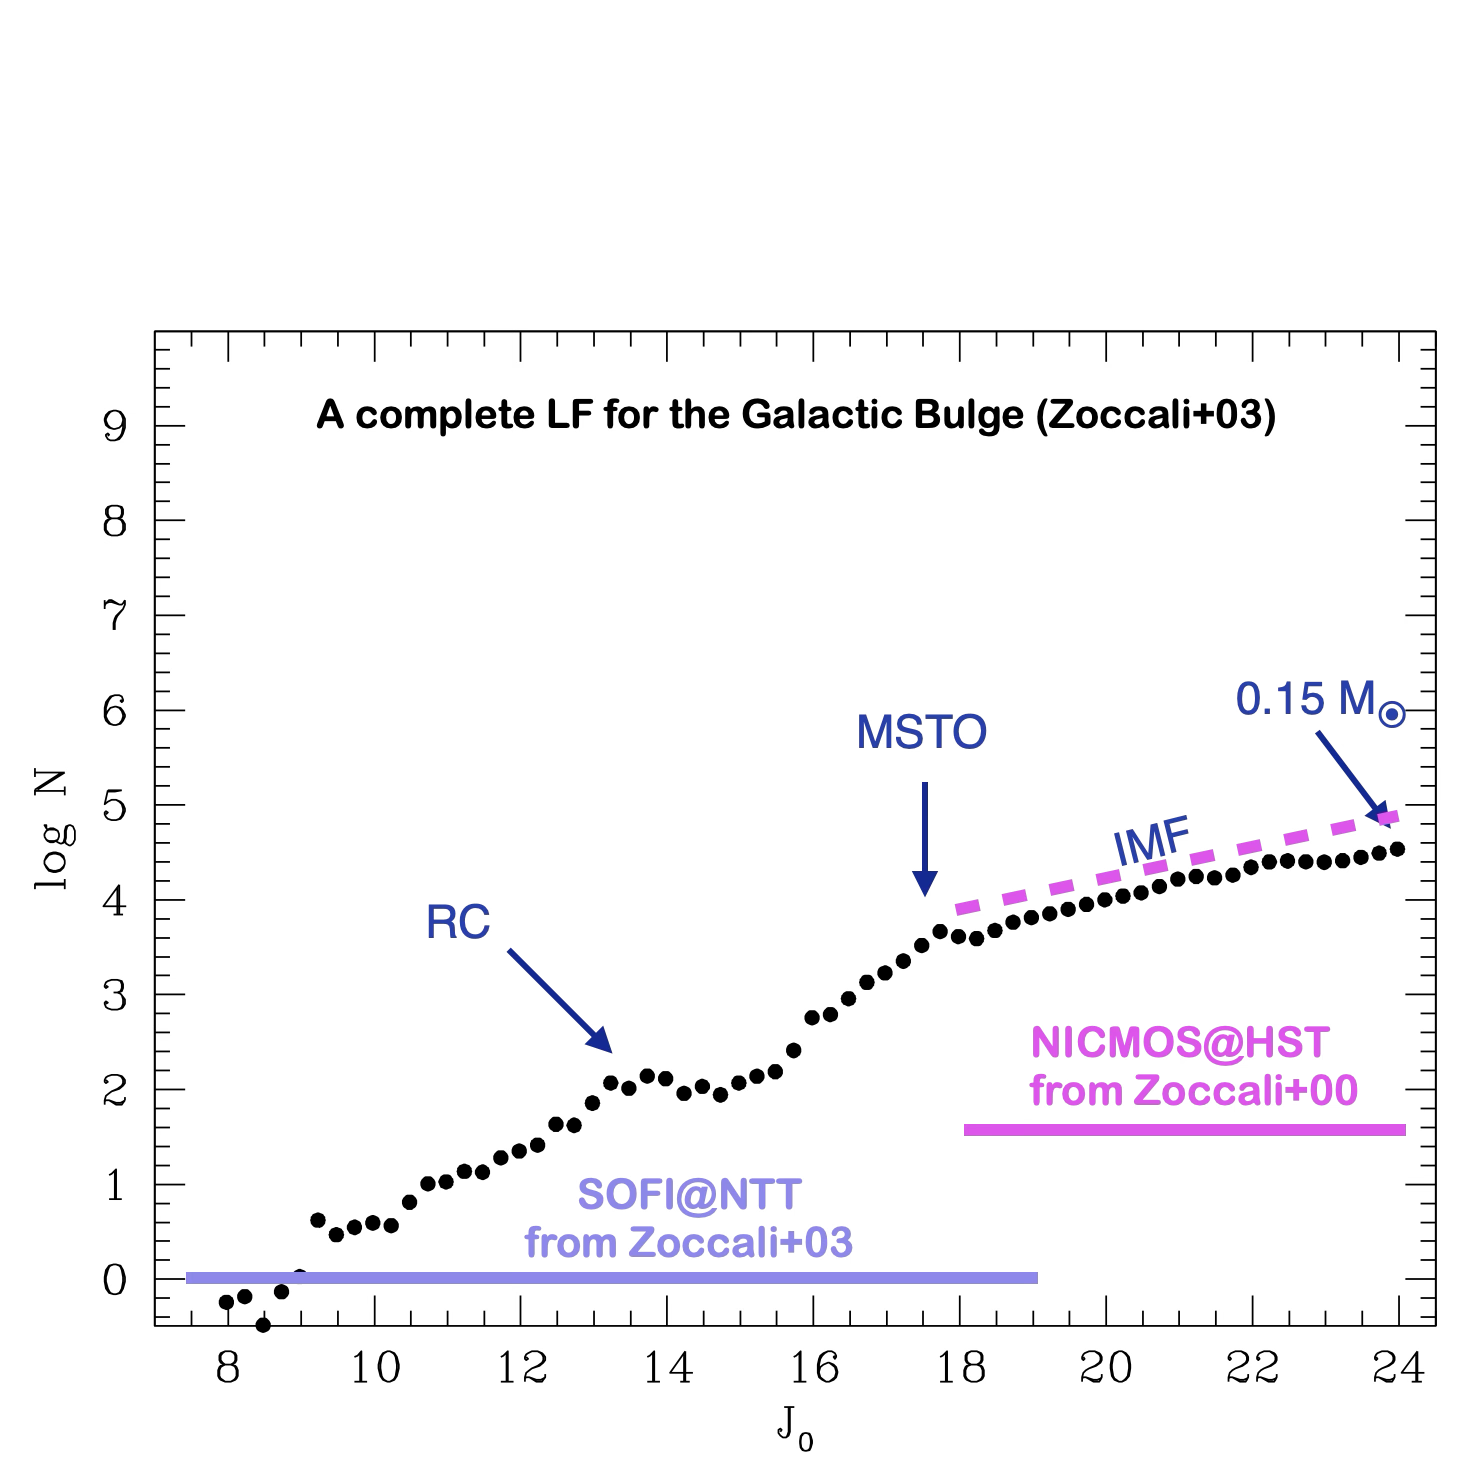 A complete LF for the Galactic Bulge (Zoccali+03)
9
8
7
6
5
4
3
2
1
0
log N
0.15 M☉
MSTO
IMF
RC
NICMOS@HST
from Zoccali+00
SOFI@NTT
from Zoccali+03
8 10 12 14 16 18 20 22 24
J₀